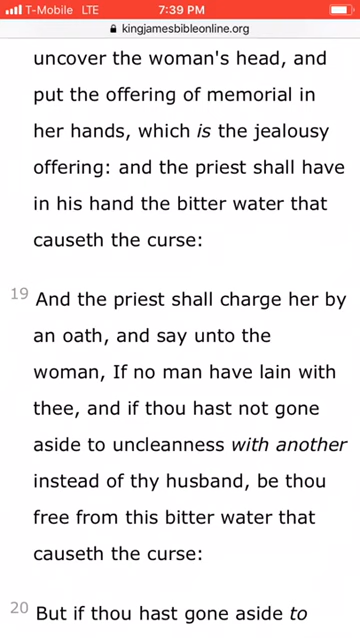 T-Mobile LTE 7:39 PM
kingjamesbibleonline.org
uncover the woman's head, and
put the offering of memorial in
her hands, which is the jealousy
offering: and the priest shall have
in his hand the bitter water that
causeth the curse:
19 And the priest shall charge her by
an oath, and say unto the
woman, If no man have lain with
thee, and if thou hast not gone
aside to uncleanness with another
instead of thy husband, be thou
free from this bitter water that
causeth the curse:
20 But if thou hast gone aside to